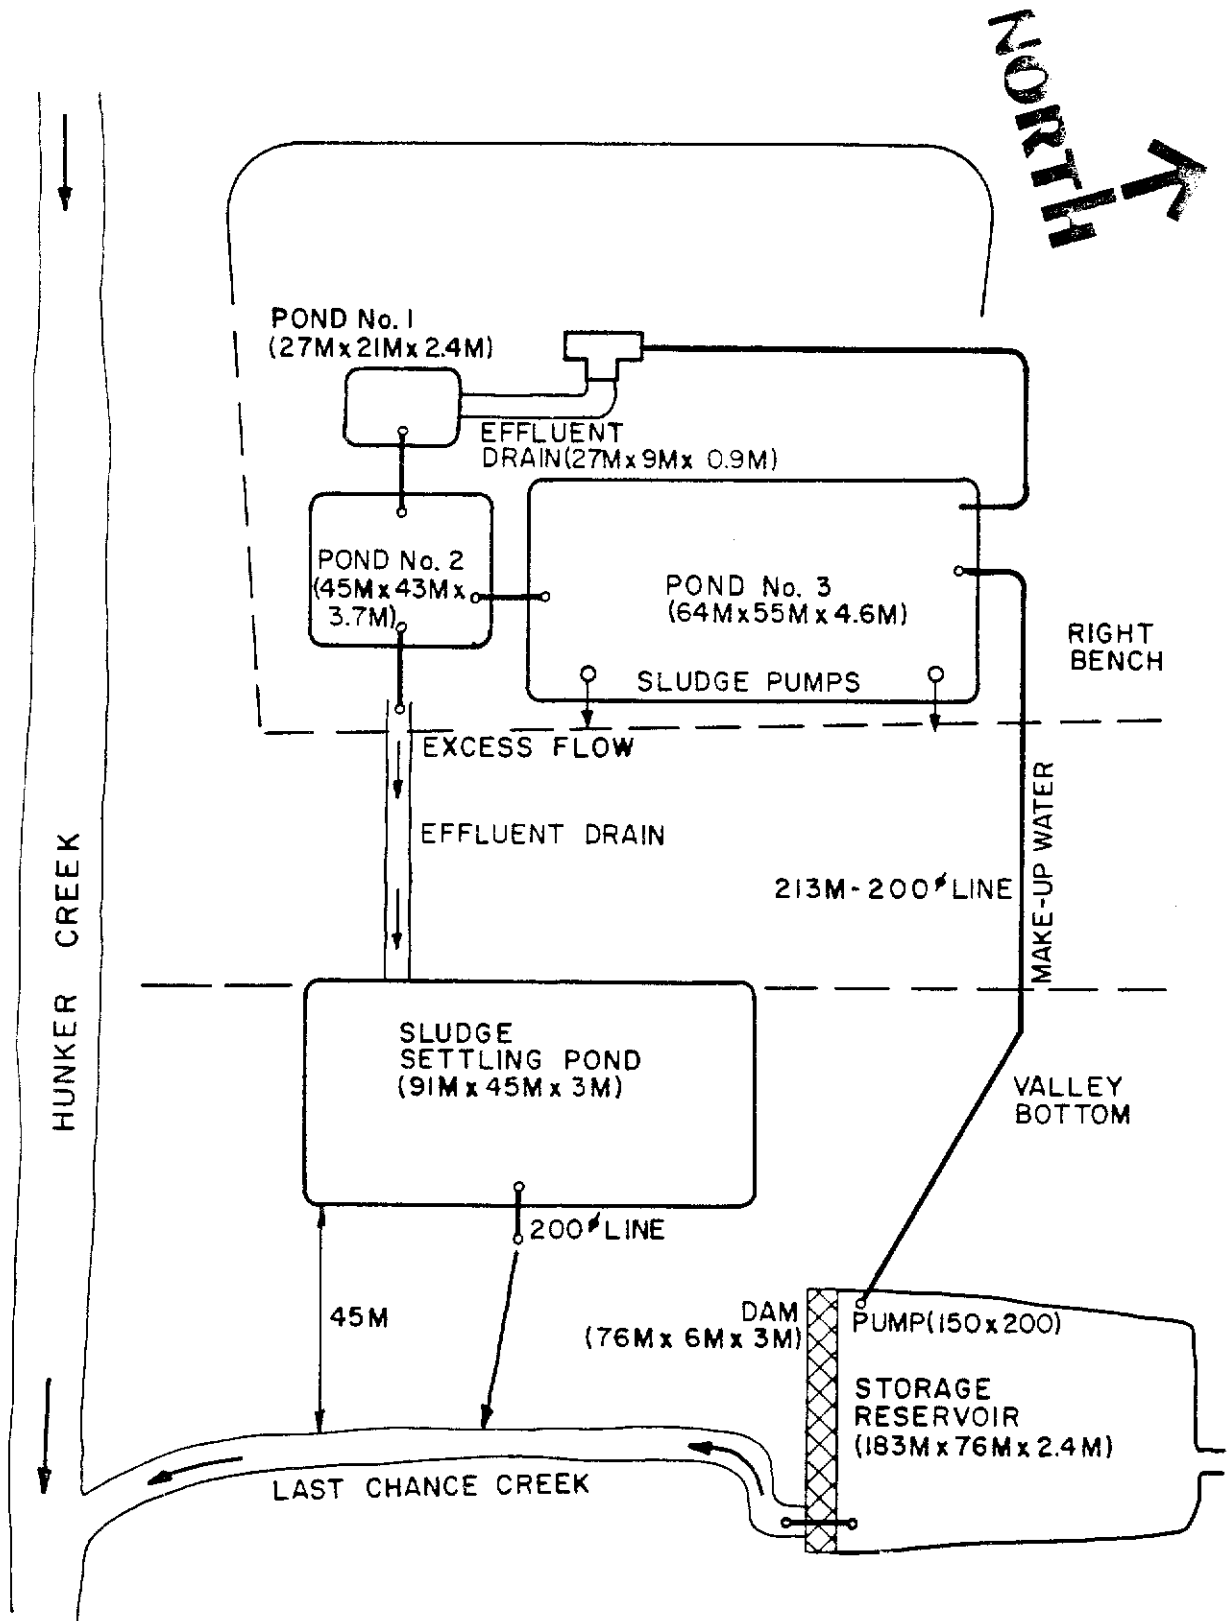 NORTH
POND No. 1
(27M x 21M x 2.4M)
EFFLUENT
DRAIN(27M x 9M x 0.9M)
POND No. 2
(45M x 43M x
3.7M)
POND No. 3
(64M x 55M x 4.6M)
SLUDGE PUMPS
RIGHT
BENCH
EXCESS FLOW
EFFLUENT DRAIN
213M - 200ø LINE
MAKE-UP WATER
HUNKER CREEK
SLUDGE
SETTLING POND
(91M x 45M x 3M)
VALLEY
BOTTOM
200ø LINE
45M
DAM
(76M x 6M x 3M)
PUMP(150 x 200)
STORAGE
RESERVOIR
(183M x 76M x 2.4M)
LAST CHANCE CREEK